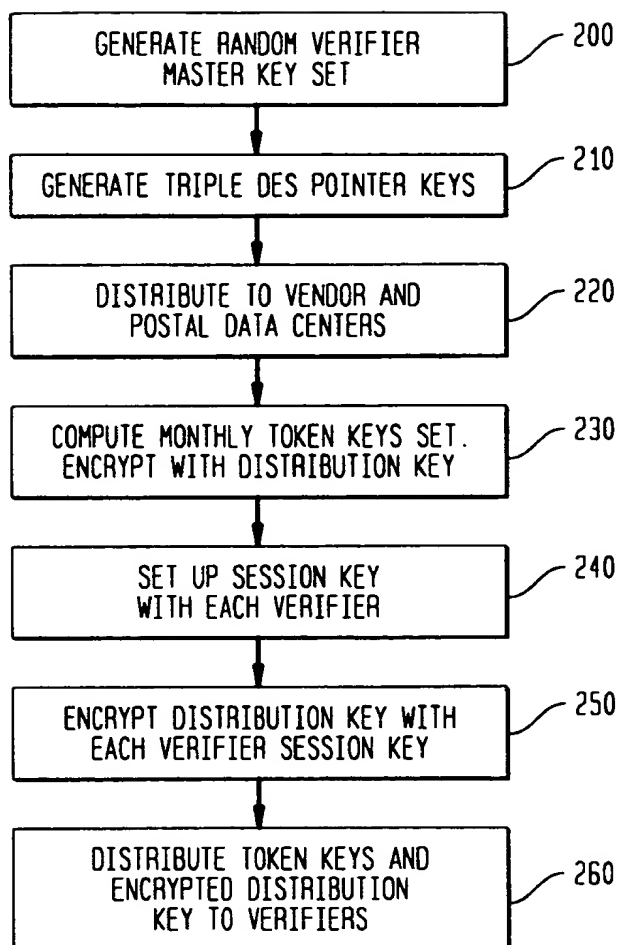 GENERATE RANDOM VERIFIER
MASTER KEY SET
200
GENERATE TRIPLE DES POINTER KEYS
210
DISTRIBUTE TO VENDOR AND
POSTAL DATA CENTERS
220
COMPUTE MONTHLY TOKEN KEYS SET.
ENCRYPT WITH DISTRIBUTION KEY
230
SET UP SESSION KEY
WITH EACH VERIFIER
240
ENCRYPT DISTRIBUTION KEY WITH
EACH VERIFIER SESSION KEY
250
DISTRIBUTE TOKEN KEYS AND
ENCRYPTED DISTRIBUTION
KEY TO VERIFIERS
260